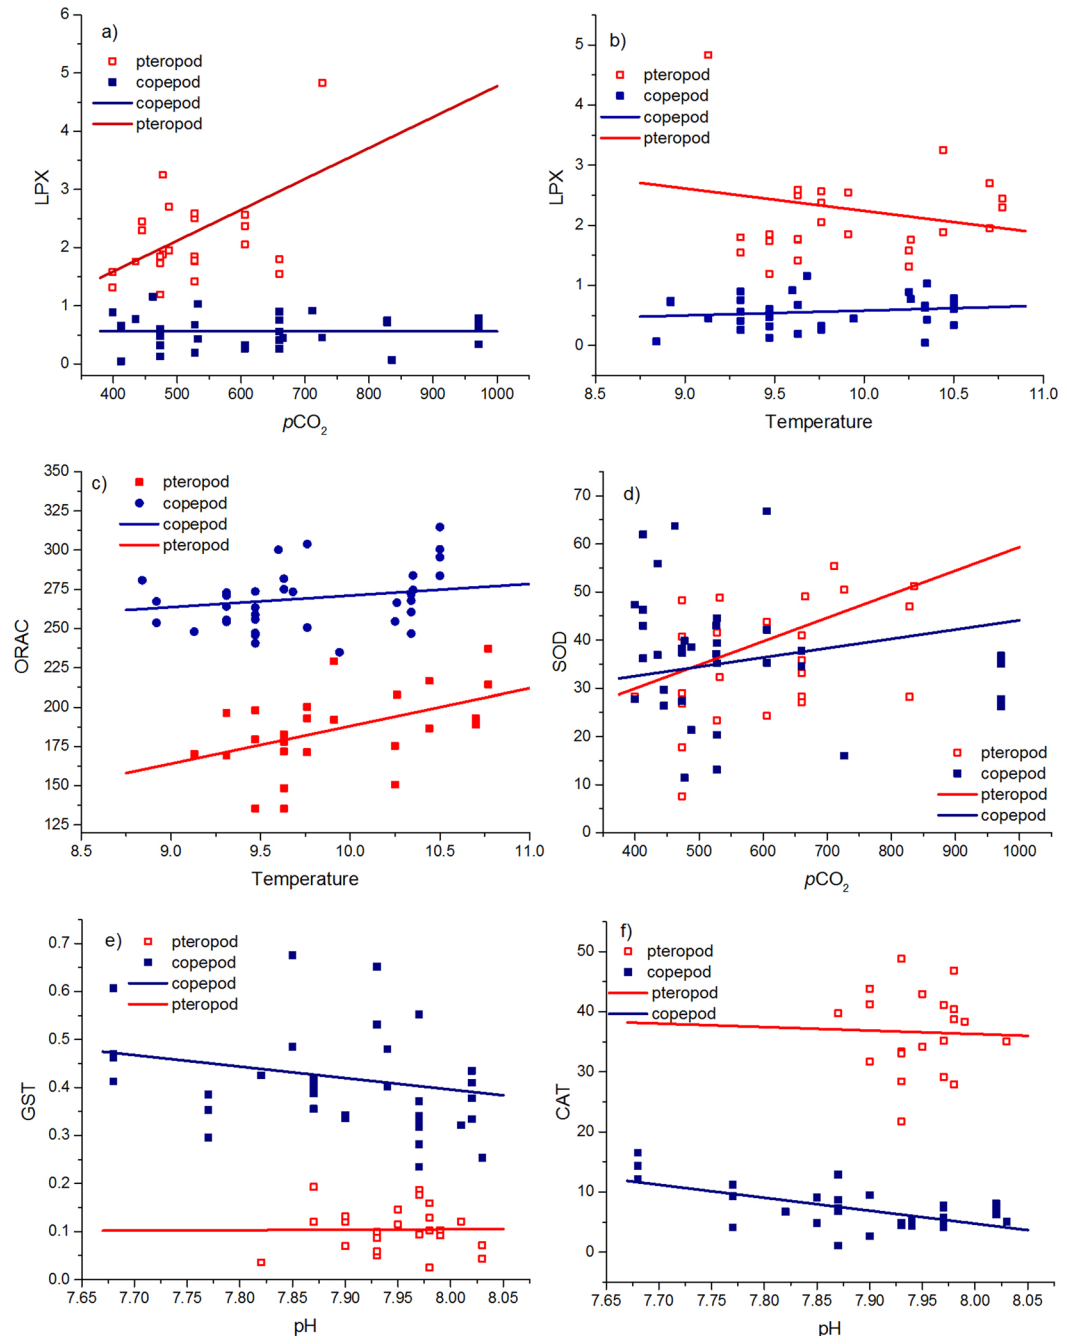 a)
pteropod
copepod
copepod
pteropod
LPX
6
5
4
3
2
1
0
400 500 600 700 800 900 1000
pCO2
b)
pteropod
copepod
copepod
pteropod
LPX
5
4
3
2
1
0
8.5 9.0 9.5 10.0 10.5 11.0
Temperature
c)
pteropod
copepod
copepod
pteropod
ORAC
350
325
300
275
250
225
200
175
150
125
8.5 9.0 9.5 10.0 10.5 11.0
Temperature
d)
SOD
70
60
50
40
30
20
10
0
pteropod
copepod
pteropod
copepod
400 500 600 700 800 900 1000
pCO2
e)
pteropod
copepod
copepod
pteropod
GST
0.7
0.6
0.5
0.4
0.3
0.2
0.1
0.0
7.65 7.70 7.75 7.80 7.85 7.90 7.95 8.00 8.05
pH
f)
pteropod
copepod
pteropod
copepod
CAT
50
40
30
20
10
0
7.65 7.70 7.75 7.80 7.85 7.90 7.95 8.00 8.05
pH